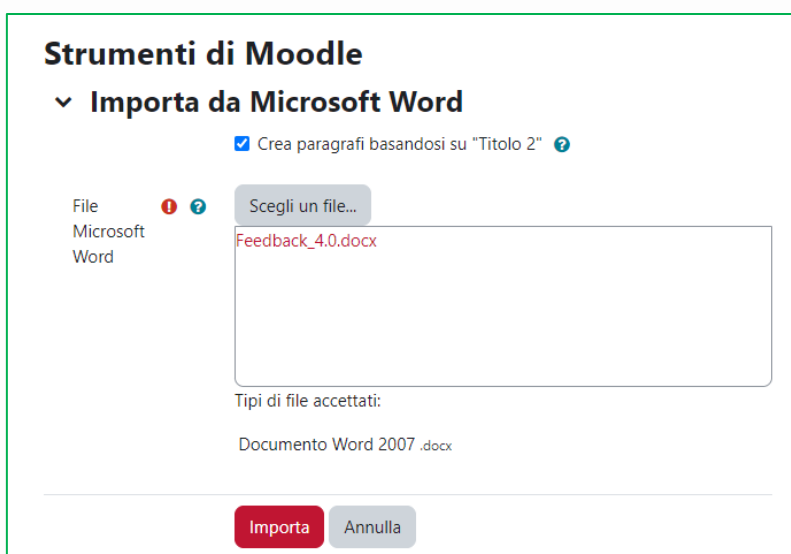 Strumenti di Moodle
Importa da Microsoft Word
Crea paragrafi basandosi su "Titolo 2"
File
Microsoft
Word
Scegli un file...
Feedback_4.0.docx
Tipi di file accettati:
Documento Word 2007 .docx
Importa Annulla